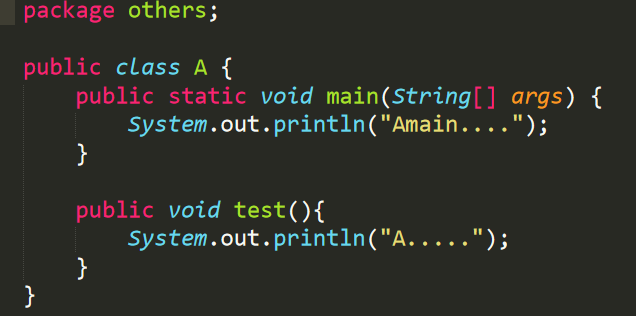 package others;
public class A {
public static void main(String[] args) {
System.out.println("Amain....");
}
public void test(){
System.out.println("A.....");
}
}